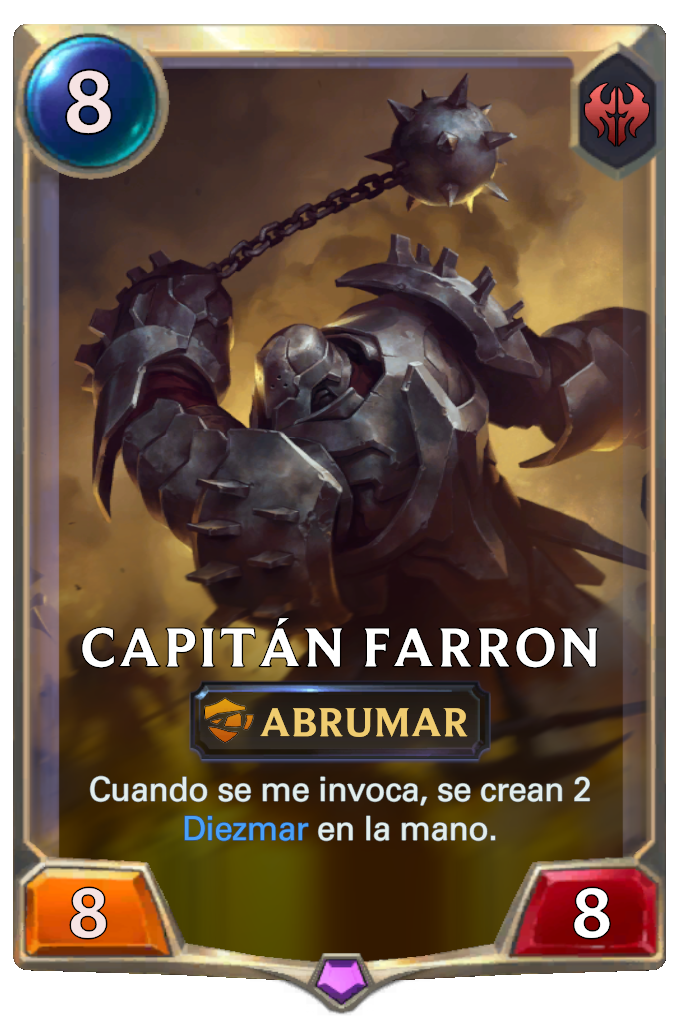 8
CAPITÁN FARRON
ABRUMAR
Cuando se me invoca, se crean 2
Diezmar en la mano.
8
8